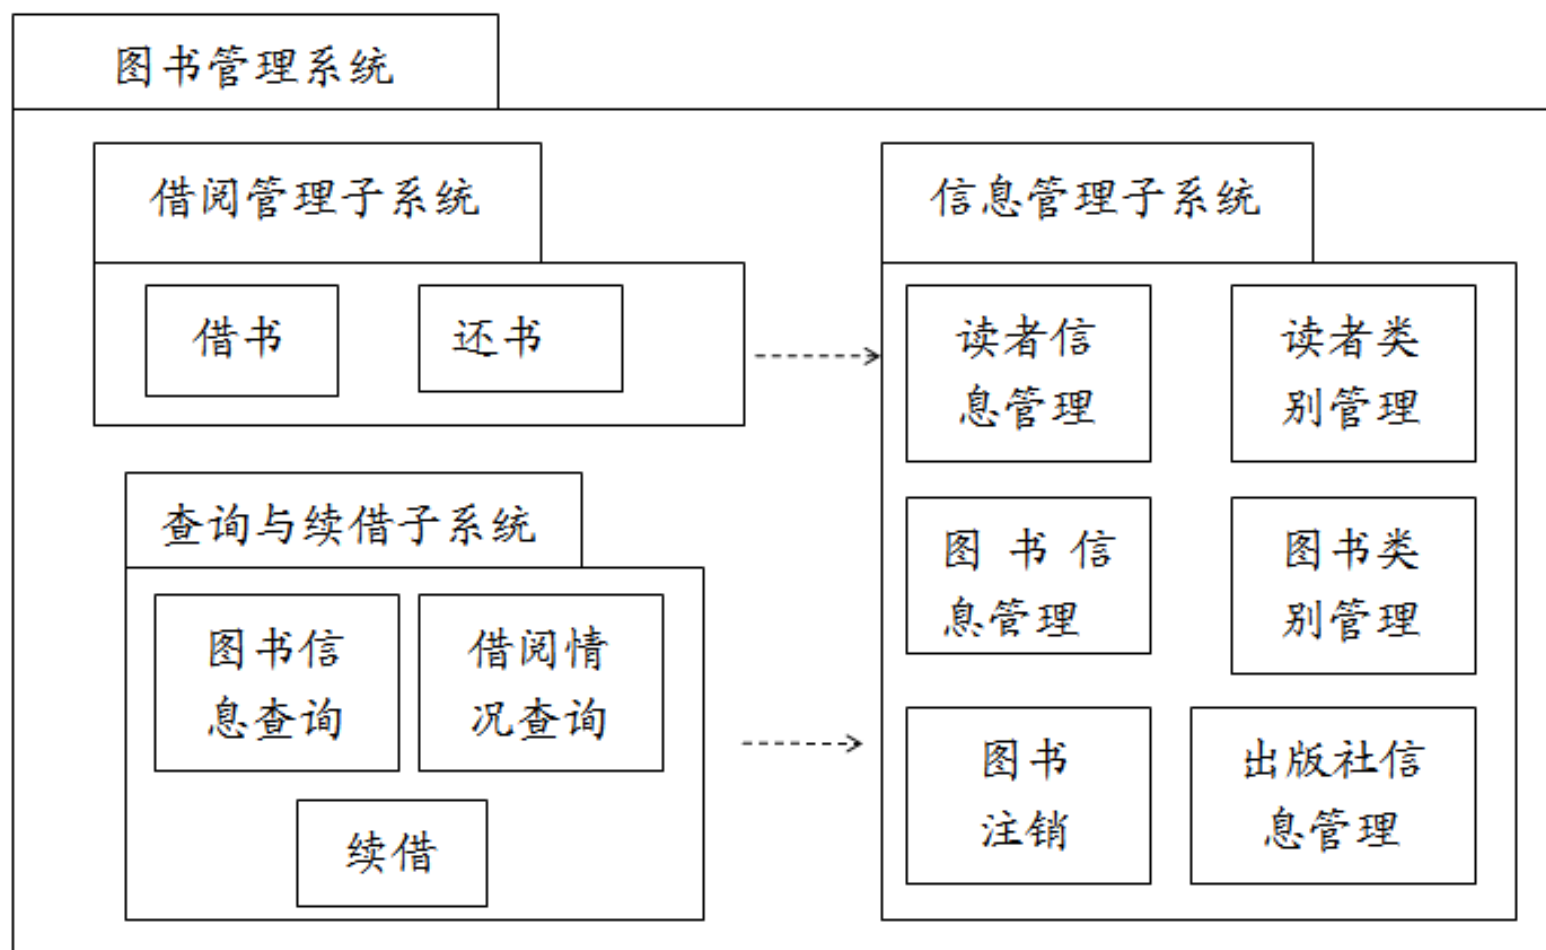 图书管理系统
借阅管理子系统
借书
还书
查询与续借子系统
图书信
息查询
借阅情
况查询
续借
信息管理子系统
读者信
息管理
读者类
别管理
图 书 信
息管理
图书类
别管理
图书
注销
出版社信
息管理